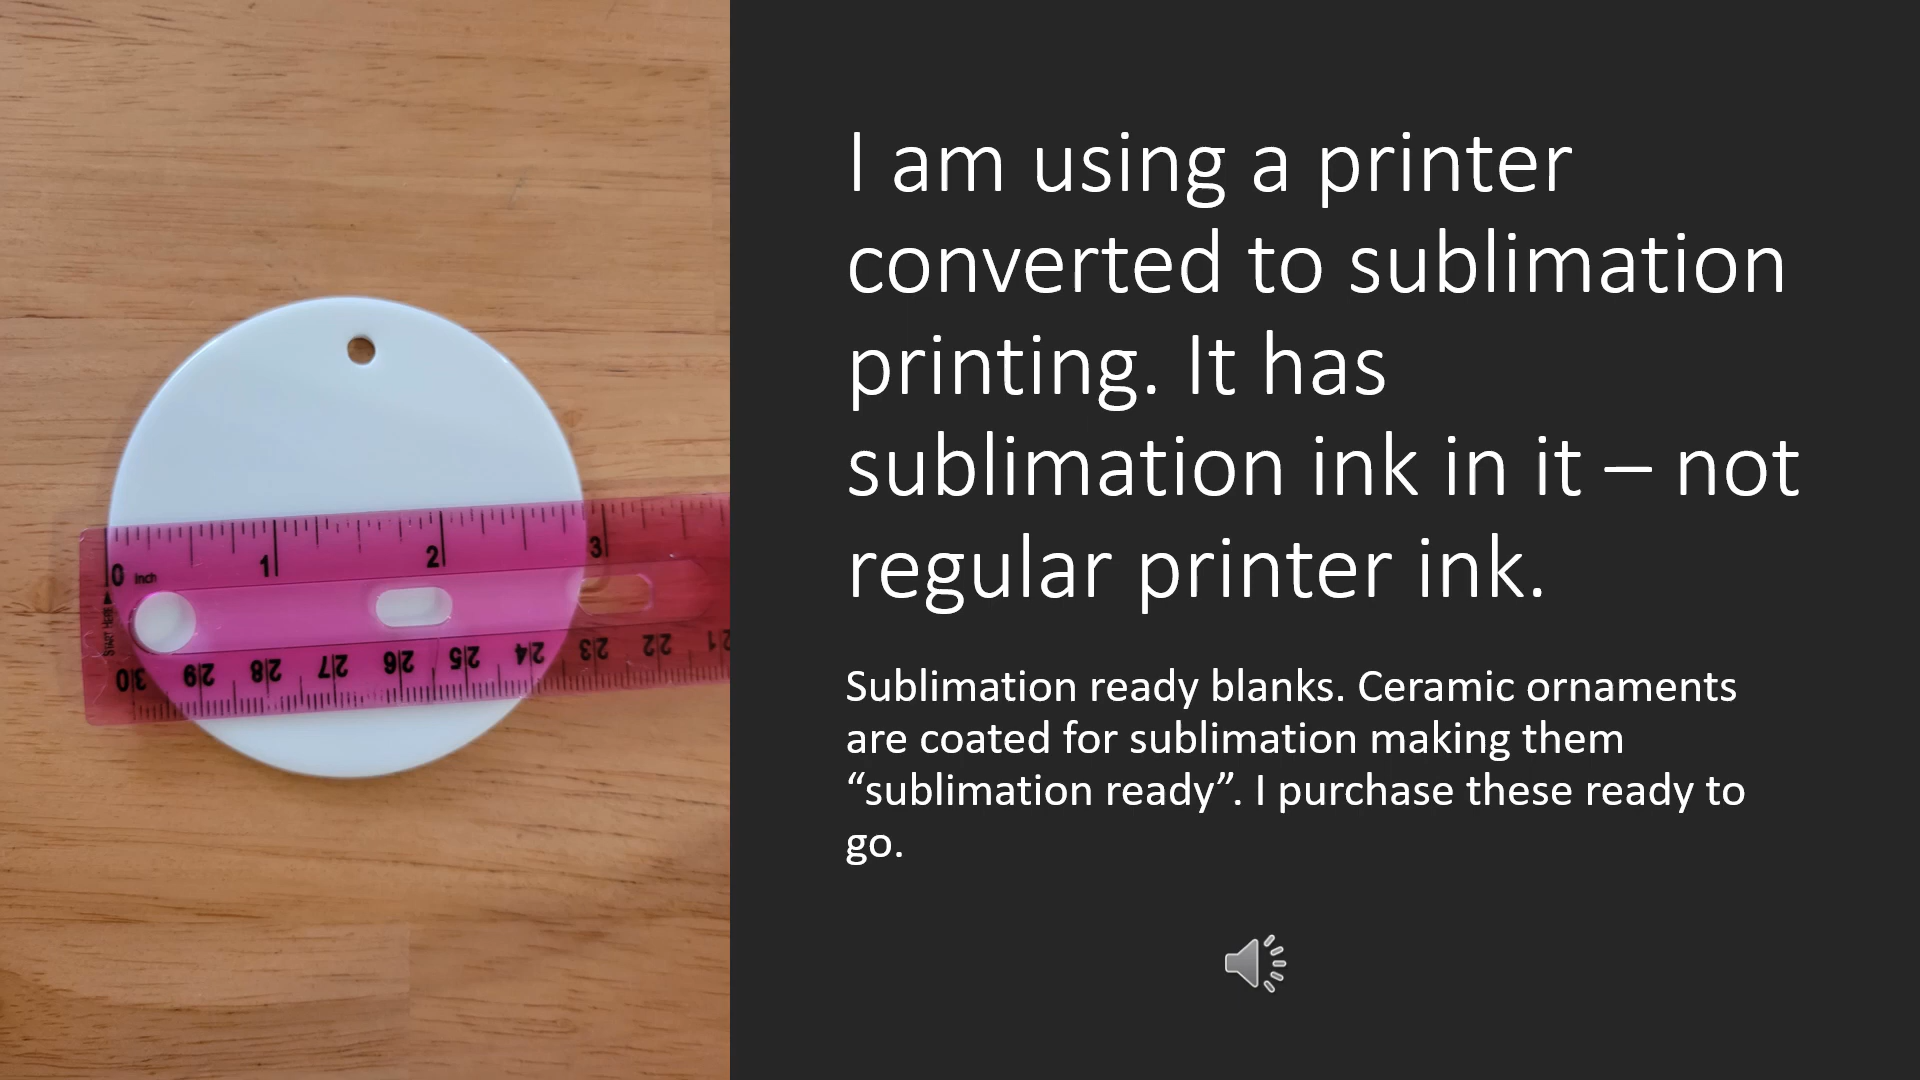 I am using a printer
converted to sublimation
printing. It has
sublimation ink in it – not
regular printer ink.
Sublimation ready blanks. Ceramic ornaments
are coated for sublimation making them
“sublimation ready”. I purchase these ready to
go.
0 Inch 1 2 3
START HERE
30 29 28 27 26 25 24 23 22 21